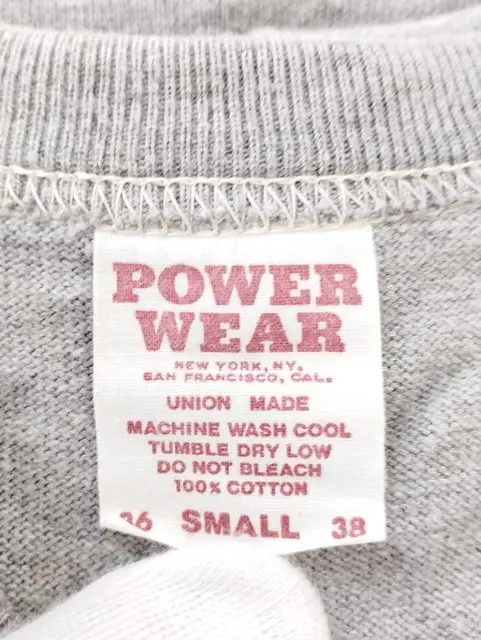 POWER
WEAR
NEW YORK, NY.
SAN FRANCISCO, CAL.
UNION MADE
MACHINE WASH COOL
TUMBLE DRY LOW
DO NOT BLEACH
100% COTTON
36 SMALL 38